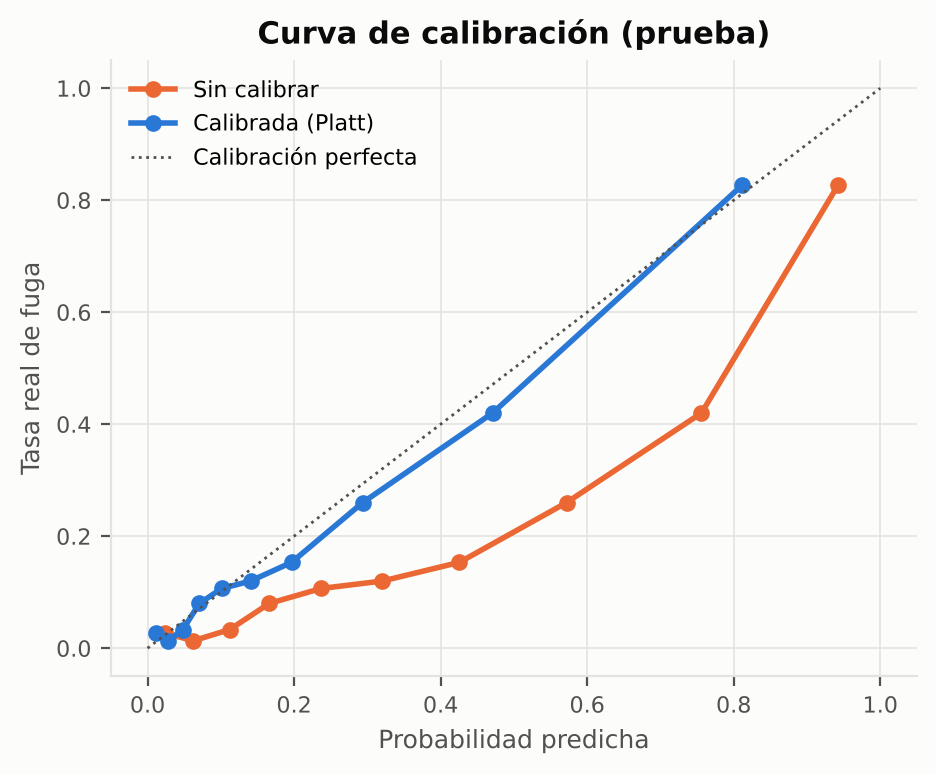 Curva de calibración (prueba)
Sin calibrar
Calibrada (Platt)
Calibración perfecta
Tasa real de fuga
1.0
0.8
0.6
0.4
0.2
0.0
0.0 0.2 0.4 0.6 0.8 1.0
Probabilidad predicha